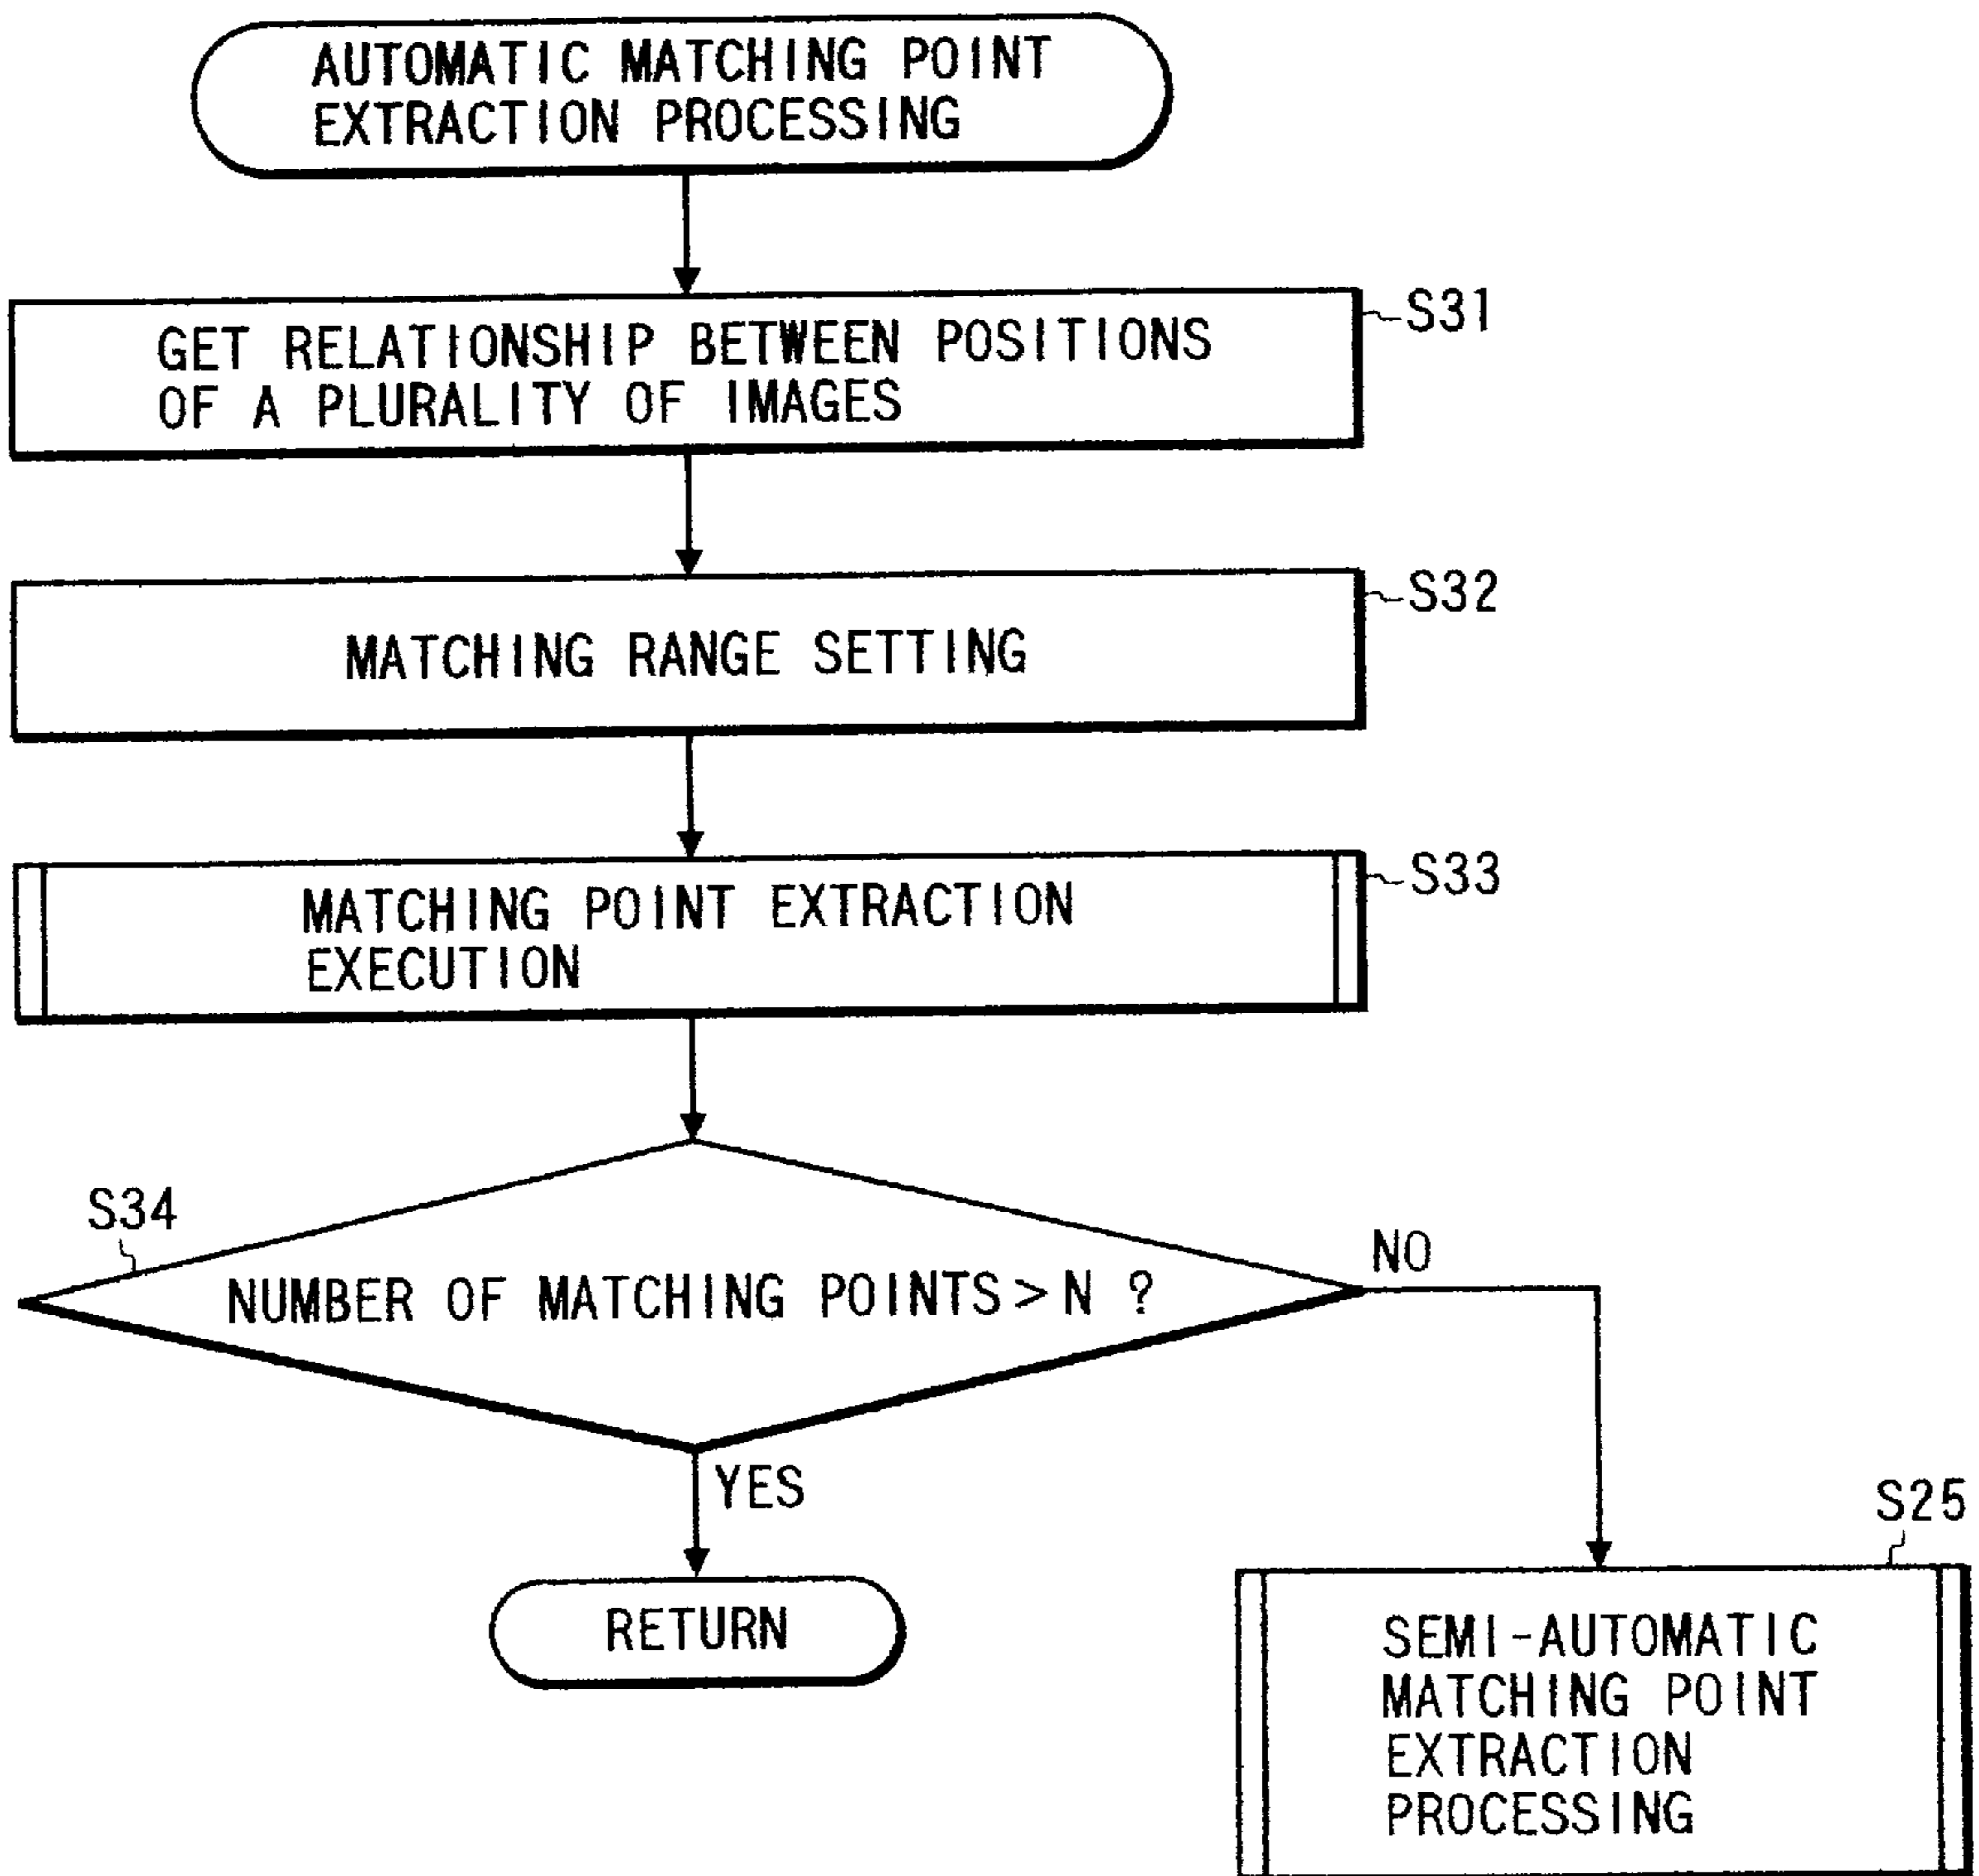 AUTOMATIC MATCHING POINT
EXTRACTION PROCESSING
S31
GET RELATIONSHIP BETWEEN POSITIONS
OF A PLURALITY OF IMAGES
S32
MATCHING RANGE SETTING
S33
MATCHING POINT EXTRACTION
EXECUTION
S34
NUMBER OF MATCHING POINTS > N ?
NO
YES
RETURN
S25
SEMI-AUTOMATIC
MATCHING POINT
EXTRACTION
PROCESSING